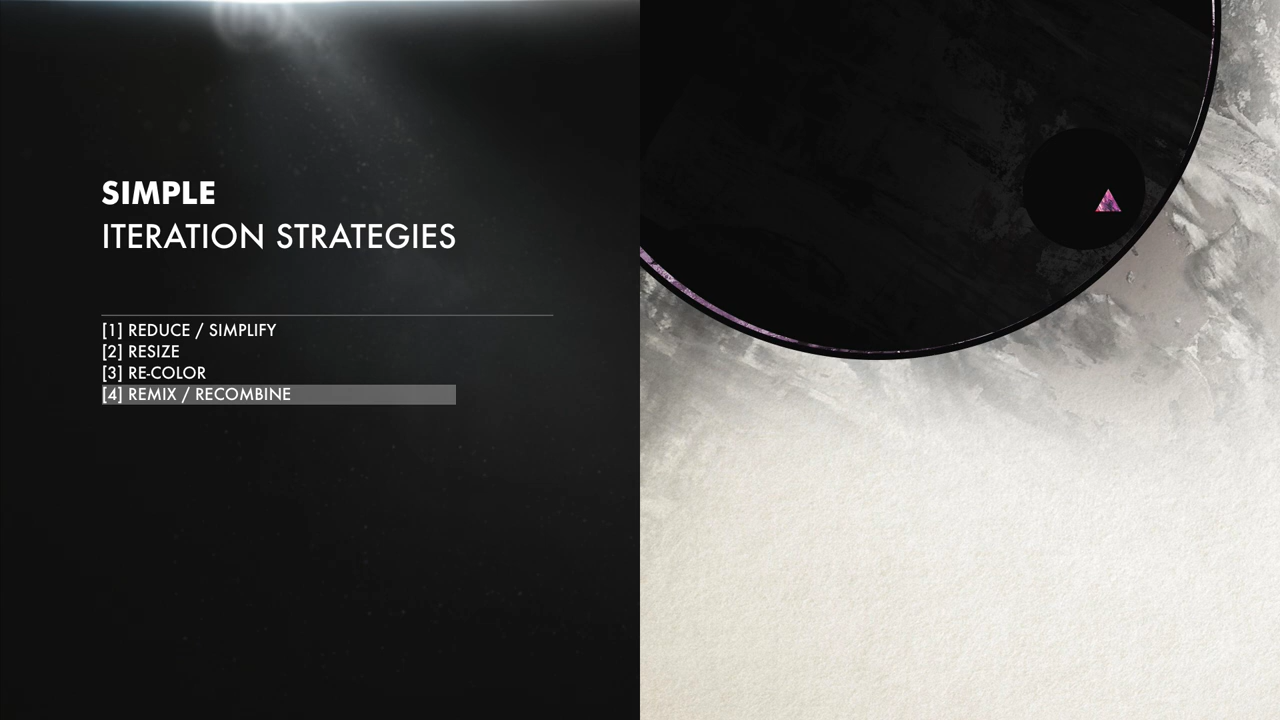 SIMPLE
ITERATION STRATEGIES
[1] REDUCE / SIMPLIFY
[2] RESIZE
[3] RE-COLOR
[4] REMIX / RECOMBINE